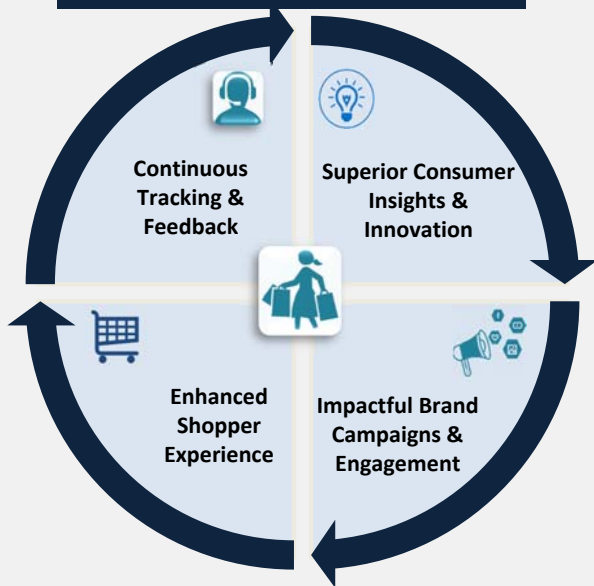 Continuous
Tracking &
Feedback
Superior Consumer
Insights &
Innovation
Enhanced
Shopper
Experience
Impactful Brand
Campaigns &
Engagement